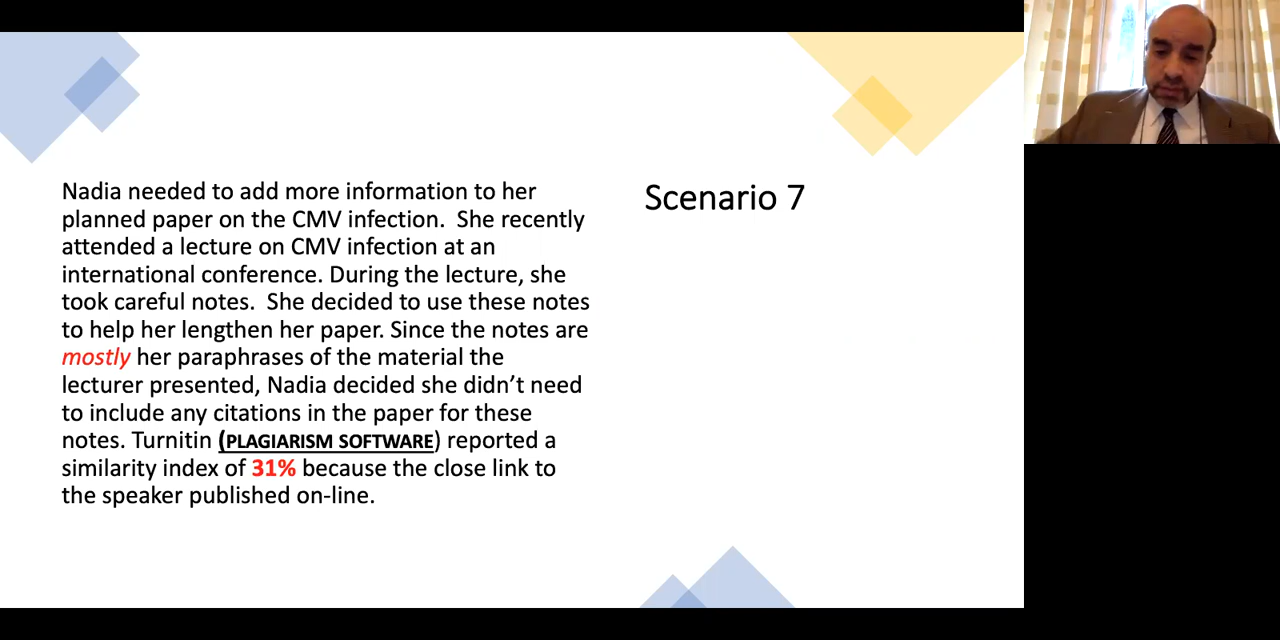 Nadia needed to add more information to her
planned paper on the CMV infection.  She recently
attended a lecture on CMV infection at an
international conference. During the lecture, she
took careful notes.  She decided to use these notes
to help her lengthen her paper. Since the notes are
mostly her paraphrases of the material the
lecturer presented, Nadia decided she didn’t need
to include any citations in the paper for these
notes. Turnitin (PLAGIARISM SOFTWARE) reported a
similarity index of 31% because the close link to
the speaker published on-line.
Scenario 7